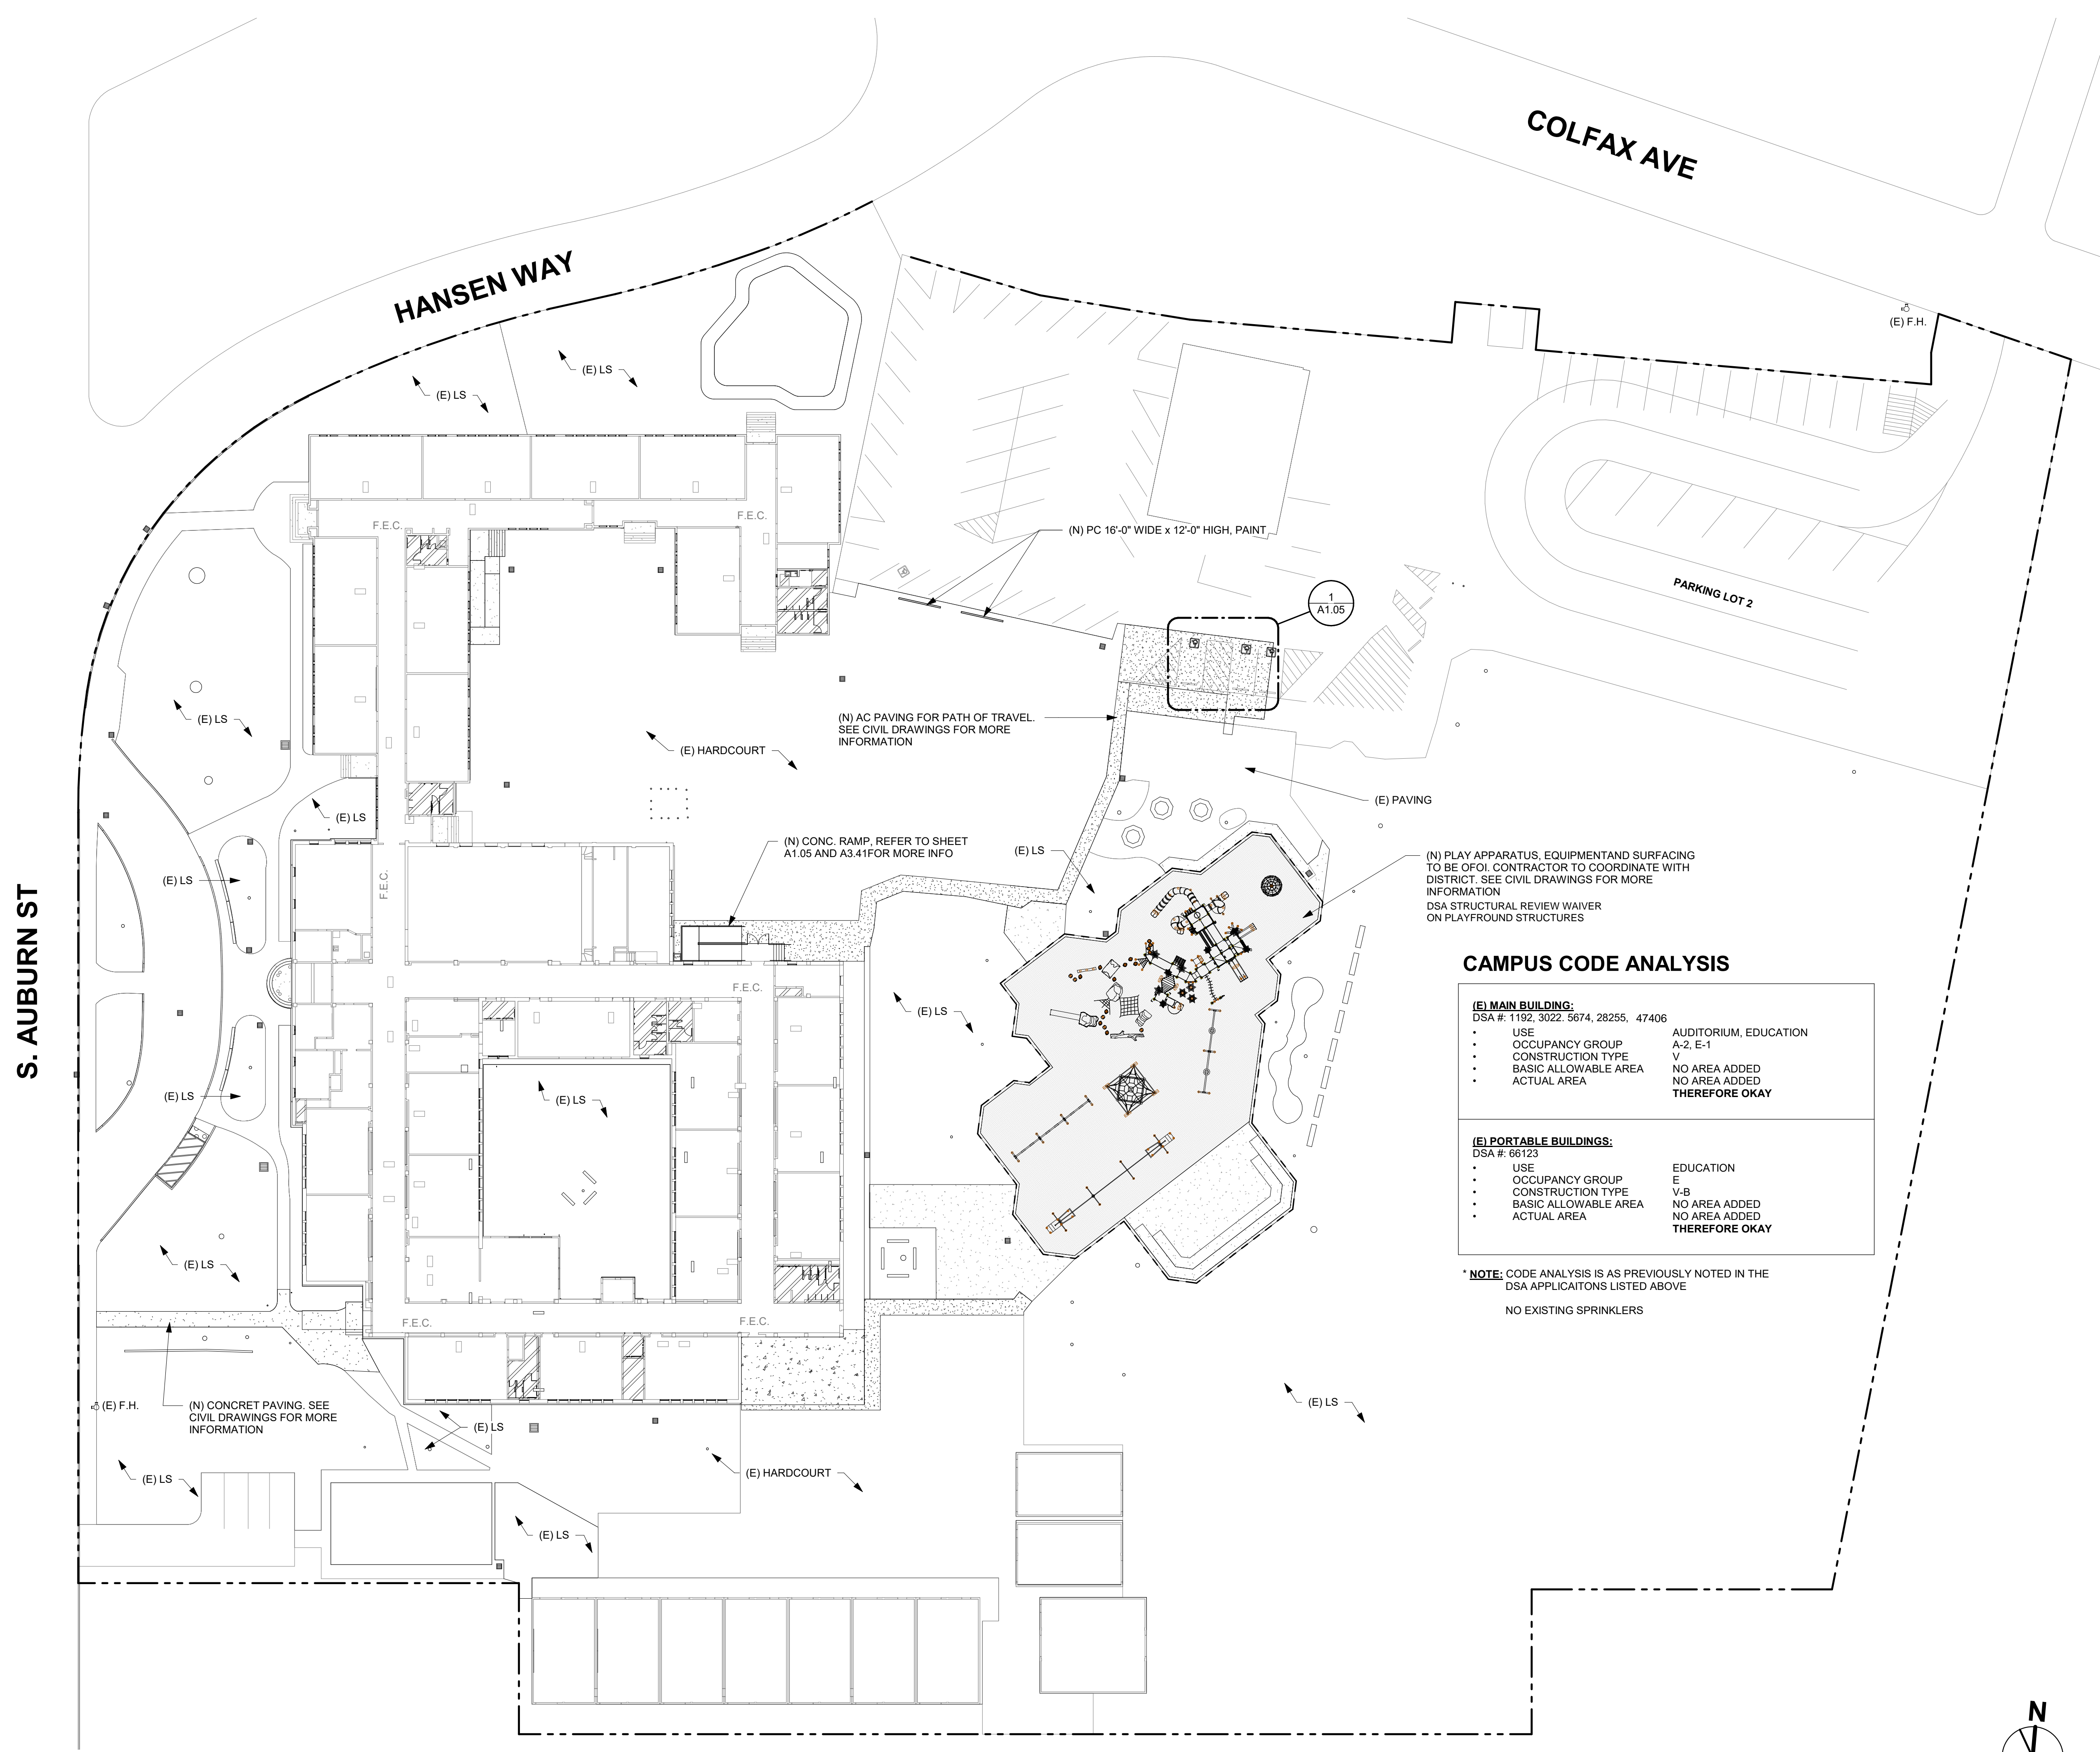 COLFAX AVE
HANSEN WAY
(E) F.H.
(E) LS
(E) LS
F.E.C.
F.E.C.
(N) PC 16'-0" WIDE x 12'-0" HIGH, PAINT
1
A1.05
PARKING LOT 2
(E) LS
(N) AC PAVING FOR PATH OF TRAVEL.
SEE CIVIL DRAWINGS FOR MORE
INFORMATION
(E) HARDCOURT
(E) PAVING
(E) LS
(N) CONC. RAMP, REFER TO SHEET
A1.05 AND A3.41FOR MORE INFO
(E) LS
(E) LS
F.E.C.
(N) PLAY APPARATUS, EQUIPMENTAND SURFACING
TO BE OFOI. CONTRACTOR TO COORDINATE WITH
DISTRICT. SEE CIVIL DRAWINGS FOR MORE
INFORMATION
DSA STRUCTURAL REVIEW WAIVER
ON PLAYFROUND STRUCTURES
S. AUBURN ST
F.E.C.
(E) LS
(E) LS
(E) LS
CAMPUS CODE ANALYSIS
(E) MAIN BUILDING:
DSA #: 1192, 3022. 5674, 28255, 47406
• USE AUDITORIUM, EDUCATION
• OCCUPANCY GROUP A-2, E-1
• CONSTRUCTION TYPE V
• BASIC ALLOWABLE AREA NO AREA ADDED
• ACTUAL AREA NO AREA ADDED
THEREFORE OKAY
(E) PORTABLE BUILDINGS:
DSA #: 66123
• USE EDUCATION
• OCCUPANCY GROUP E
• CONSTRUCTION TYPE V-B
• BASIC ALLOWABLE AREA NO AREA ADDED
• ACTUAL AREA NO AREA ADDED
THEREFORE OKAY
* NOTE: CODE ANALYSIS IS AS PREVIOUSLY NOTED IN THE
DSA APPLICAITONS LISTED ABOVE
NO EXISTING SPRINKLERS
(E) LS
F.E.C.
F.E.C.
(E) F.H.
(N) CONCRET PAVING. SEE
CIVIL DRAWINGS FOR MORE
INFORMATION
(E) LS
(E) LS
(E) LS
(E) HARDCOURT
(E) LS
N